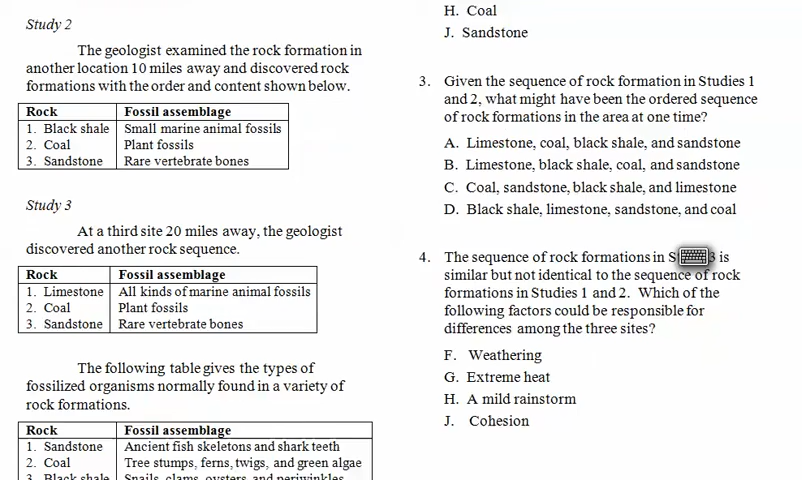 Study 2
The geologist examined the rock formation in
another location 10 miles away and discovered rock
formations with the order and content shown below.
Rock Fossil assemblage
1. Black shale Small marine animal fossils
2. Coal Plant fossils
3. Sandstone Rare vertebrate bones
Study 3
At a third site 20 miles away, the geologist
discovered another rock sequence.
Rock Fossil assemblage
1. Limestone All kinds of marine animal fossils
2. Coal Plant fossils
3. Sandstone Rare vertebrate bones
The following table gives the types of
fossilized organisms normally found in a variety of
rock formations.
Rock Fossil assemblage
1. Sandstone Ancient fish skeletons and shark teeth
2. Coal Tree stumps, ferns, twigs, and green algae
3. Black shale Snails, clams, oysters, and periwinkles
H. Coal
J. Sandstone
3. Given the sequence of rock formation in Studies 1
and 2, what might have been the ordered sequence
of rock formations in the area at one time?
A. Limestone, coal, black shale, and sandstone
B. Limestone, black shale, coal, and sandstone
C. Coal, sandstone, black shale, and limestone
D. Black shale, limestone, sandstone, and coal
4. The sequence of rock formations in 3 is
similar but not identical to the sequence of rock
formations in Studies 1 and 2. Which of the
following factors could be responsible for
differences among the three sites?
F. Weathering
G. Extreme heat
H. A mild rainstorm
J. Cohesion